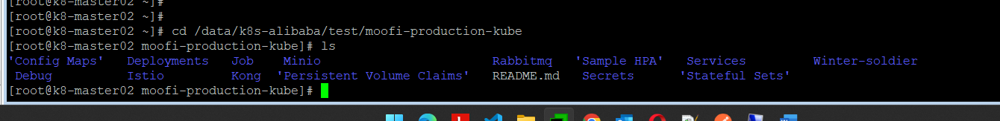 [root@k8-master02 ~]#
[root@k8-master02 ~]#
[root@k8-master02 ~]# cd /data/k8s-alibaba/test/moofi-production-kube
[root@k8-master02 moofi-production-kube]# ls
'Config Maps'   Deployments   Job    Minio                      Rabbitmq   'Sample HPA'   Services         Winter-soldier
 Debug          Istio         Kong  'Persistent Volume Claims'   README.md   Secrets      'Stateful Sets'
[root@k8-master02 moofi-production-kube]#